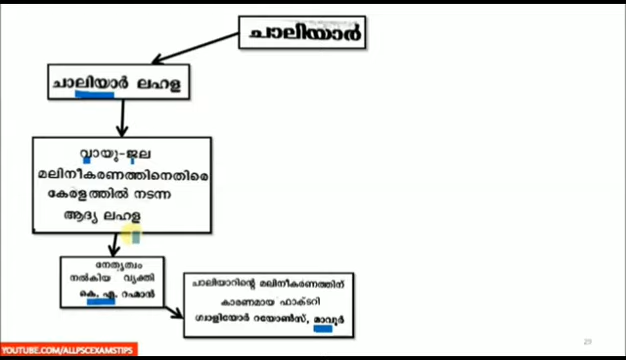 ചാലിയാർ
ചാലിയാർ ലഹള
വായു-ജല
മലിനീകരണത്തിനെതിരെ
കേരളത്തിൽ നടന്ന
ആദ്യ ലഹള
നേതൃത്വം
നൽകിയ വ്യക്തി
കെ. എ. റഹ്മാൻ
ചാലിയാറിന്റെ മലിനീകരണത്തിന്
കാരണമായ ഫാക്ടറി
ഗ്വാളിയോർ റയോൺസ്, മാവൂർ
YOUTUBE.COM/ALLPSCEXAMSTIPS
29